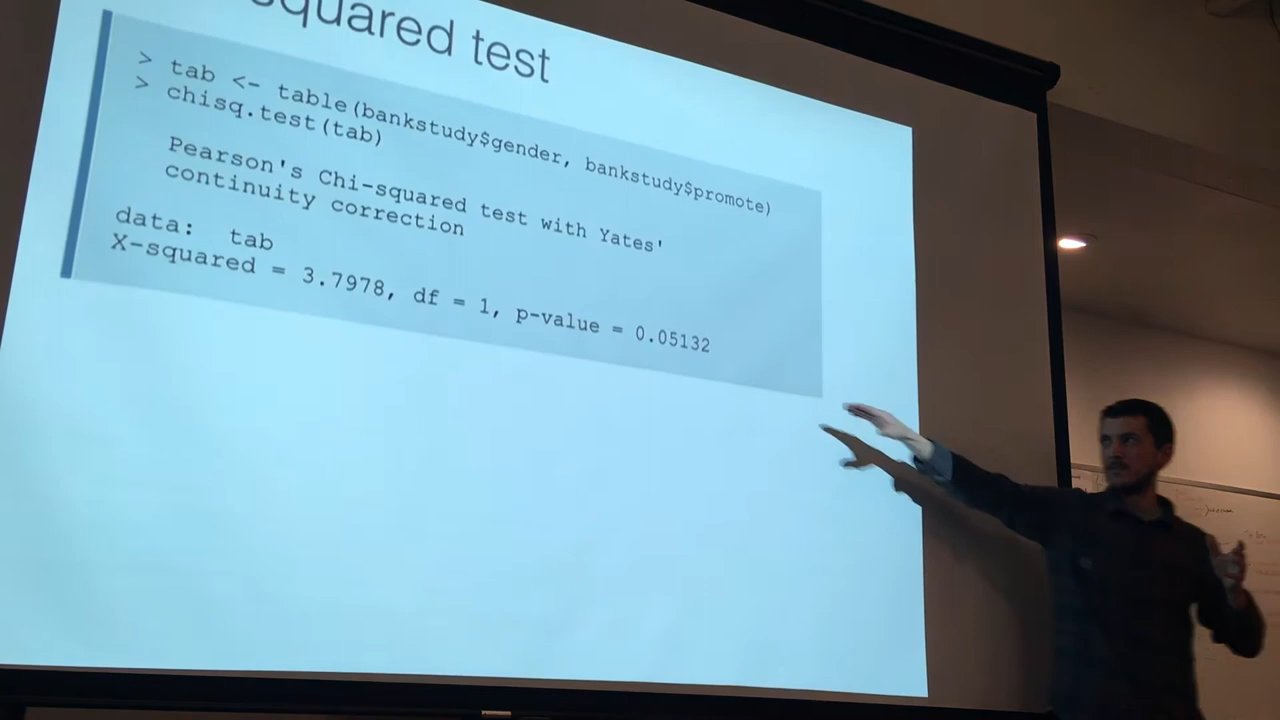 squared test
> tab <- table(bankstudy$gender, bankstudy$promote)
> chisq.test(tab)
Pearson's Chi-squared test with Yates'
continuity correction
data: tab
X-squared = 3.7978, df = 1, p-value = 0.05132